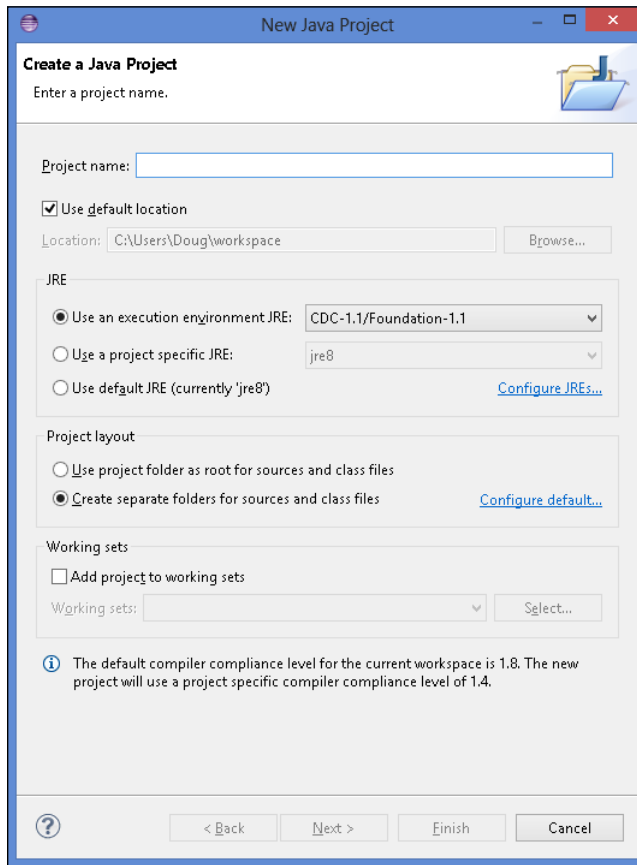 New Java Project
Create a Java Project
Enter a project name.
Project name:
Use default location
Location: C:\Users\Doug\workspace Browse...
JRE
Use an execution environment JRE: CDC-1.1/Foundation-1.1
Use a project specific JRE: jre8
Use default JRE (currently 'jre8') Configure JREs...
Project layout
Use project folder as root for sources and class files
Create separate folders for sources and class files Configure default...
Working sets
Add project to working sets
Working sets: Select...
The default compiler compliance level for the current workspace is 1.8. The new
project will use a project specific compiler compliance level of 1.4.
? < Back Next > Finish Cancel